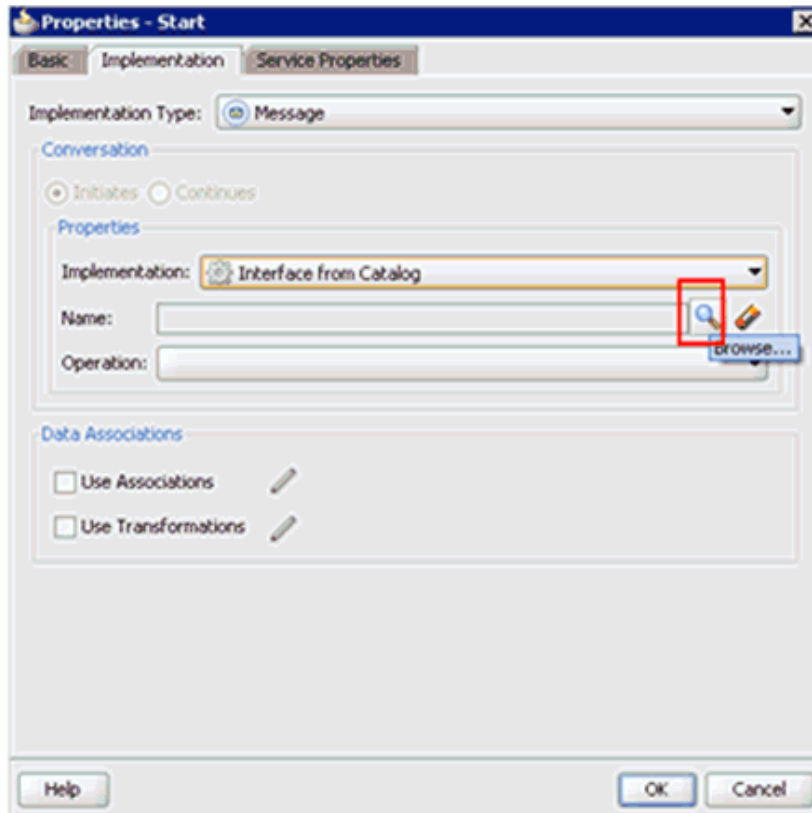 Properties - Start
Basic Implementation Service Properties
Implementation Type: Message
Conversation
Initiates Continues
Properties
Implementation: Interface from Catalog
Name:
Browse...
Operation:
Data Associations
Use Associations
Use Transformations
Help OK Cancel